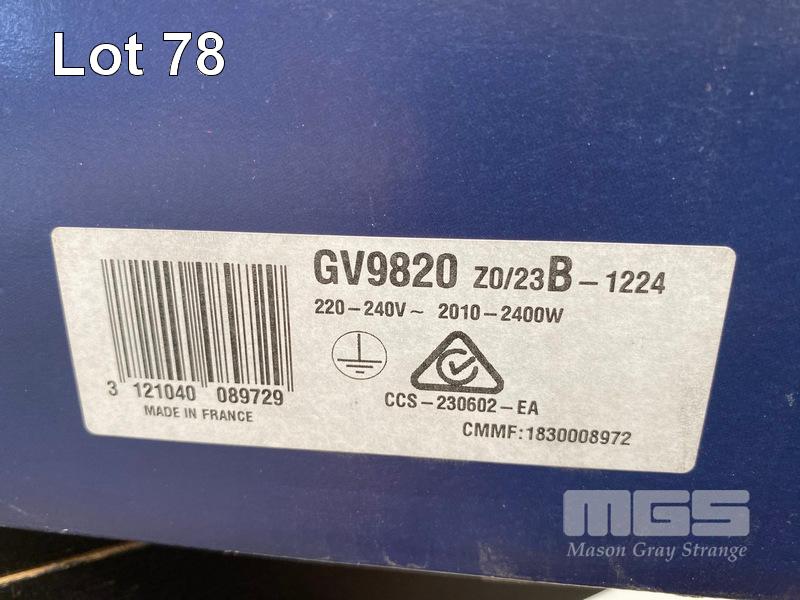 Lot 78
GV9820 Z0/23B-1224
220-240V~ 2010-2400W
3 121040 089729
MADE IN FRANCE
CCS-230602-EA
CMMF:1830008972
MGS
Mason Gray Strange